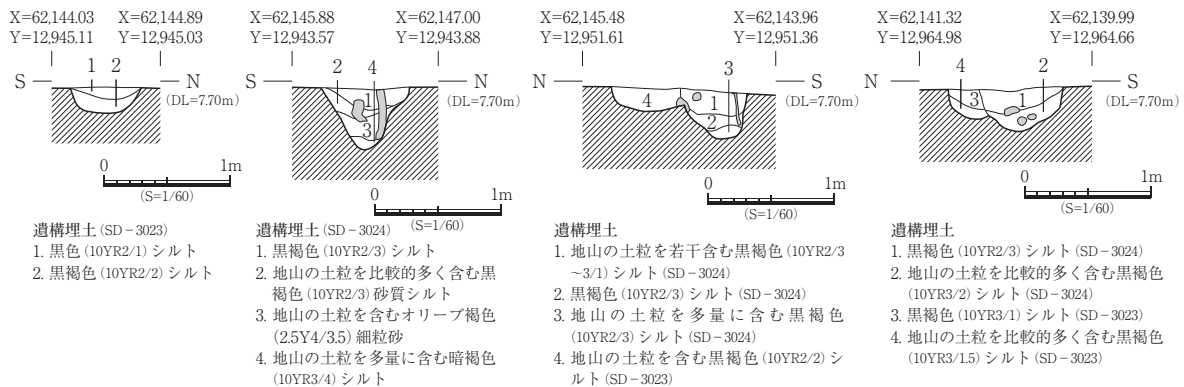 X=62,144.03 X=62,144.89
Y=12,945.11 Y=12,945.03
S 1 2 N
(DL=7.70m)
0 1m
(S=1/60)
遺構埋土(SD-3023)
1. 黒色(10YR2/1)シルト
2. 黒褐色(10YR2/2)シルト
X=62,145.88 X=62,147.00
Y=12,943.57 Y=12,943.88
2 4
S N
1
3
(DL=7.70m)
0 1m
(S=1/60)
遺構埋土(SD-3024)
1. 黒褐色(10YR2/3)シルト
2. 地山の土粒を比較的多く含む黒
褐色(10YR2/3)砂質シルト
3. 地山の土粒を含むオリーブ褐色
(2.5Y4/3.5)細粒砂
4. 地山の土粒を多量に含む暗褐色
(10YR3/4)シルト
X=62,145.48 X=62,143.96
Y=12,951.61 Y=12,951.36
3
N S
4 1
2
(DL=7.70m)
0 1m
(S=1/60)
遺構埋土
1. 地山の土粒を若干含む黒褐色(10YR2/3
~3/1)シルト(SD-3024)
2. 黒褐色(10YR2/3)シルト(SD-3024)
3. 地山の土粒を多量に含む黒褐色
(10YR2/3)シルト(SD-3024)
4. 地山の土粒を含む黒褐色(10YR2/2)シ
ルト(SD-3023)
X=62,141.32 X=62,139.99
Y=12,964.98 Y=12,964.66
4 2
N S
3 1
(DL=7.70m)
0 1m
(S=1/60)
遺構埋土
1. 黒褐色(10YR2/3)シルト(SD-3024)
2. 地山の土粒を比較的多く含む黒褐色
(10YR3/2)シルト(SD-3024)
3. 黒褐色(10YR3/1)シルト(SD-3023)
4. 地山の土粒を比較的多く含む黒褐色
(10YR3/1.5)シルト(SD-3023)